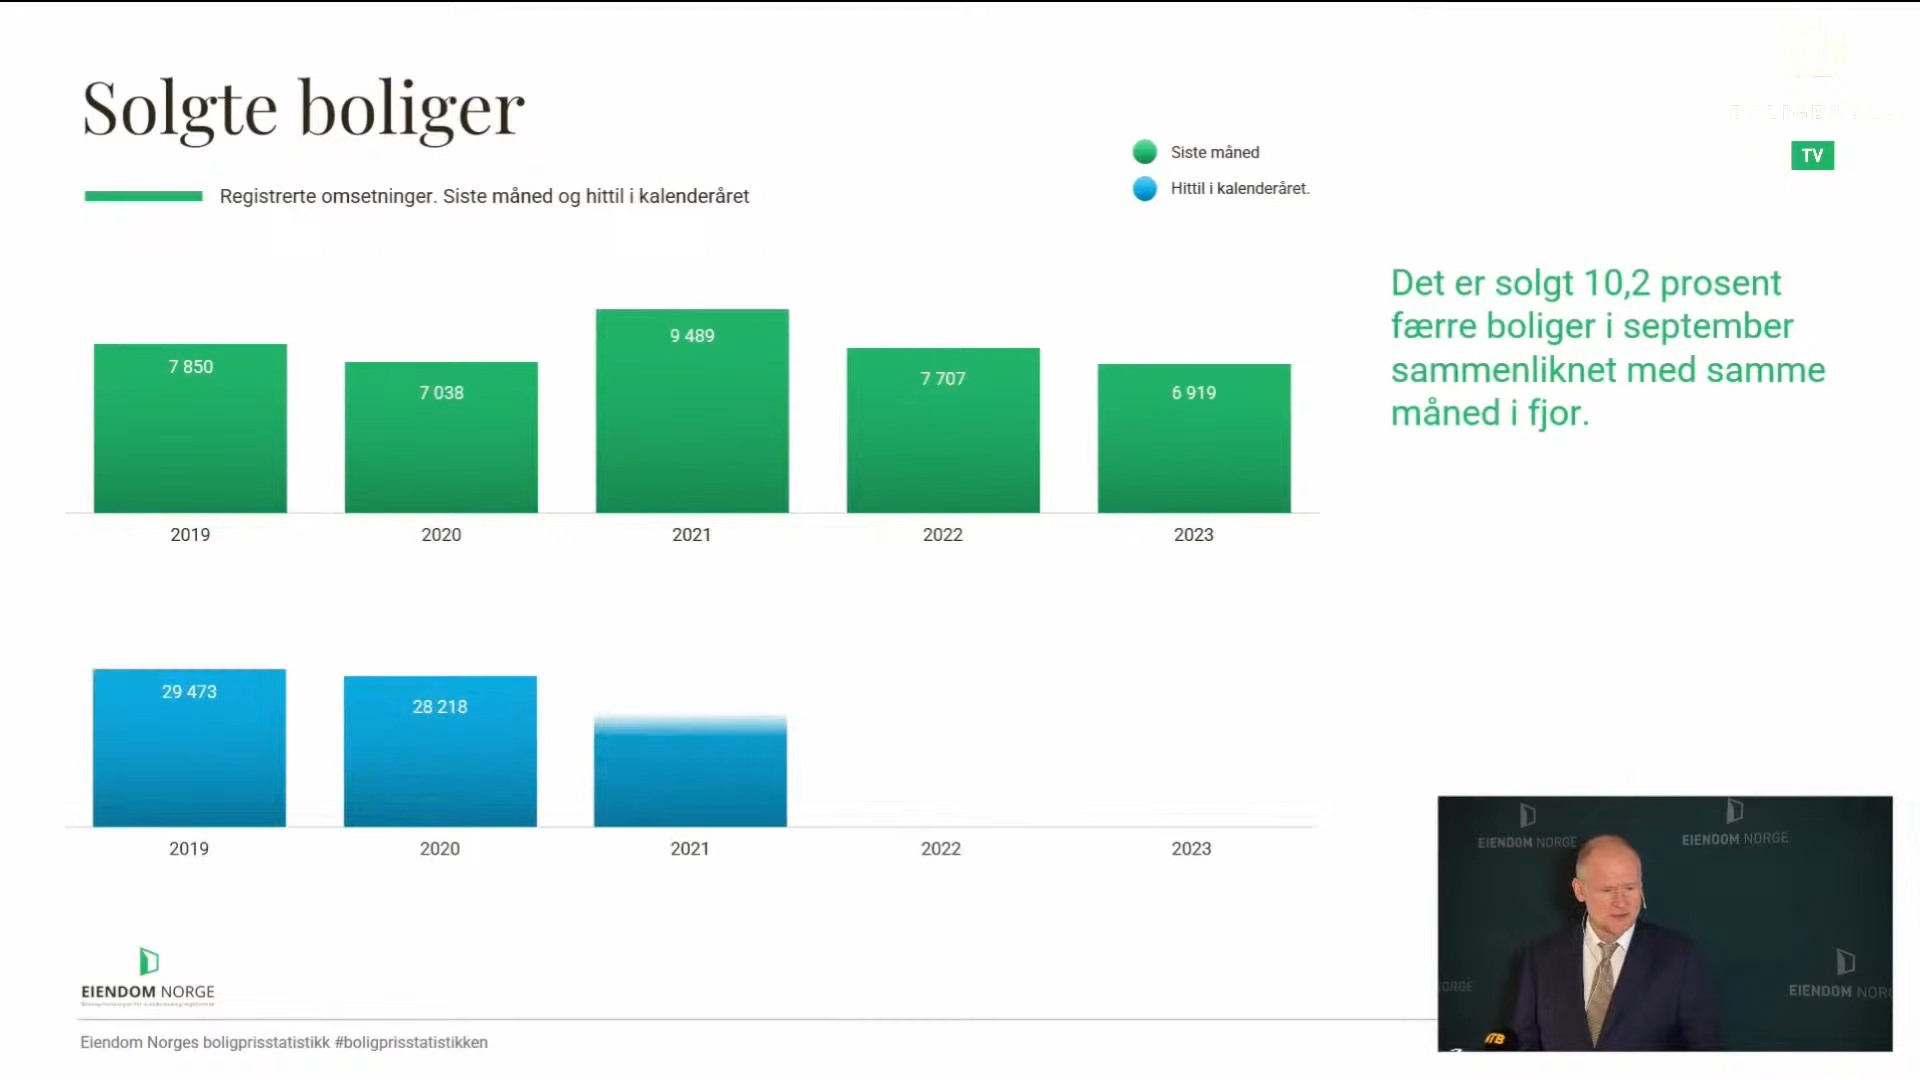 Solgte boliger
Registrerte omsetninger. Siste måned og hittil i kalenderåret
Siste måned
Hittil i kalenderåret.
TV
Det er solgt 10,2 prosent
færre boliger i september
sammenliknet med samme
måned i fjor.
7 850
7 038
9 489
7 707
6 919
2019
2020
2021
2022
2023
29 473
28 218
2019
2020
2021
2022
2023
EIENDOM NORGE
Eiendom Norges boligprisstatistikk #boligprisstatistikken
EIENDOM NORGE
EIENDOM NORGE
EIENDOM NORG